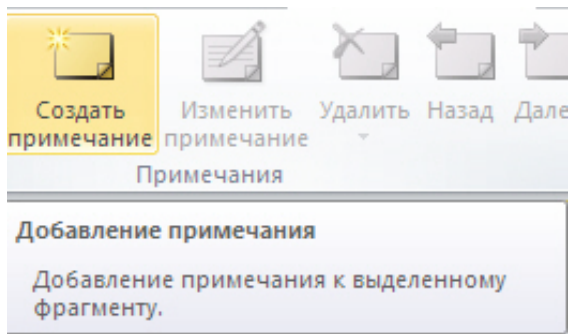 Создать примечание
Изменить примечание
Удалить
Назад
Дале
Примечания
Добавление примечания
Добавление примечания к выделенному
фрагменту.